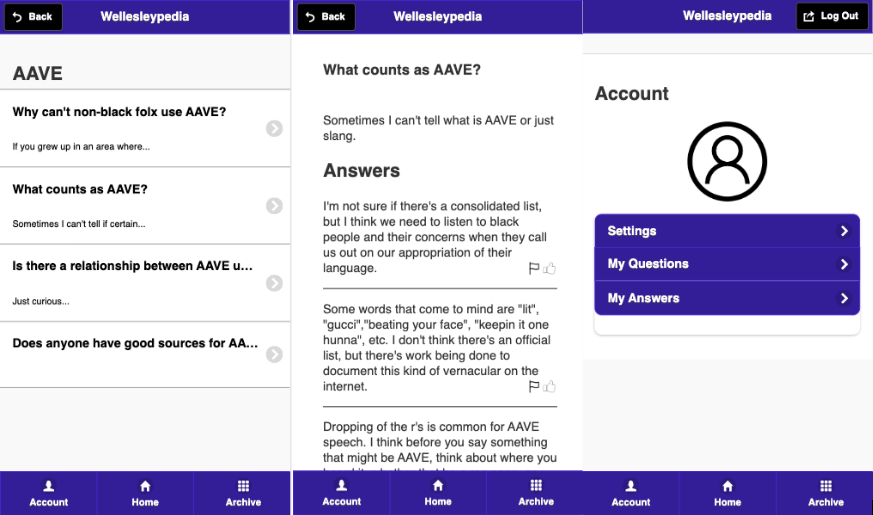 Back
Wellesleypedia
AAVE
Why can't non-black folx use AAVE?
If you grew up in an area where...
What counts as AAVE?
Sometimes I can't tell if certain...
Is there a relationship between AAVE u...
Just curious...
Does anyone have good sources for AA...
Account
Home
Archive
Back
Wellesleypedia
What counts as AAVE?
Sometimes I can't tell what is AAVE or just
slang.
Answers
I'm not sure if there's a consolidated list,
but I think we need to listen to black
people and their concerns when they call
us out on our appropriation of their
language.
Some words that come to mind are "lit",
"gucci","beating your face", "keepin it one
hunna", etc. I don't think there's an official
list, but there's work being done to
document this kind of vernacular on the
internet.
Dropping of the r's is common for AAVE
speech. I think before you say something
that might be AAVE, think about where you
Account
Home
Archive
Wellesleypedia
Log Out
Account
Settings
My Questions
My Answers
Account
Home
Archive